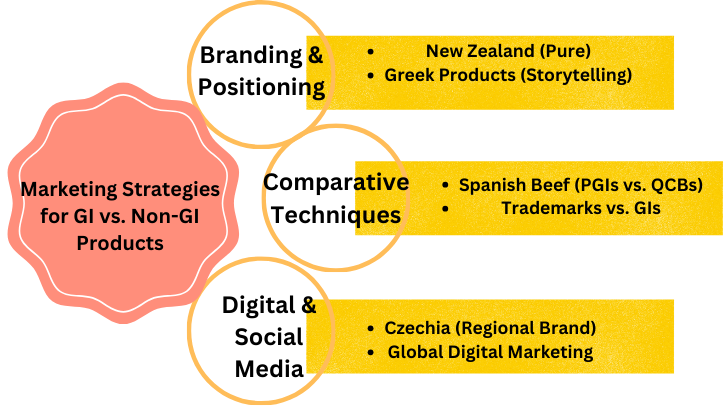 Marketing Strategies
for GI vs. Non-GI
Products
Branding &
Positioning
• New Zealand (Pure)
• Greek Products (Storytelling)
Comparative
Techniques
• Spanish Beef (PGIs vs. QCBs)
• Trademarks vs. GIs
Digital &
Social
Media
• Czechia (Regional Brand)
• Global Digital Marketing